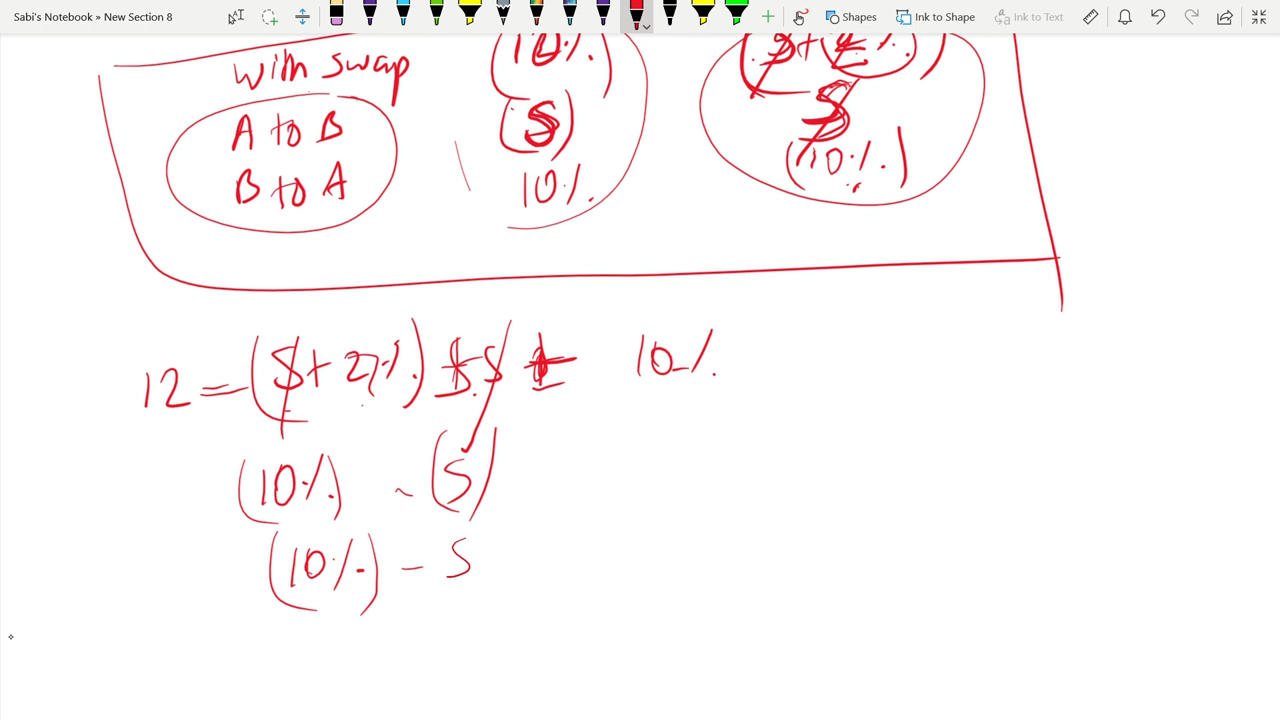 Sabi's Notebook » New Section 8
Shapes Ink to Shape Ink to Text
with swap 10%. (S+(2%.))
A to B (S) S
B to A 10%. (10%.)
12 = (S + 2%.) + S 10%.
(10%.) ~ (S)
(10%.) - S